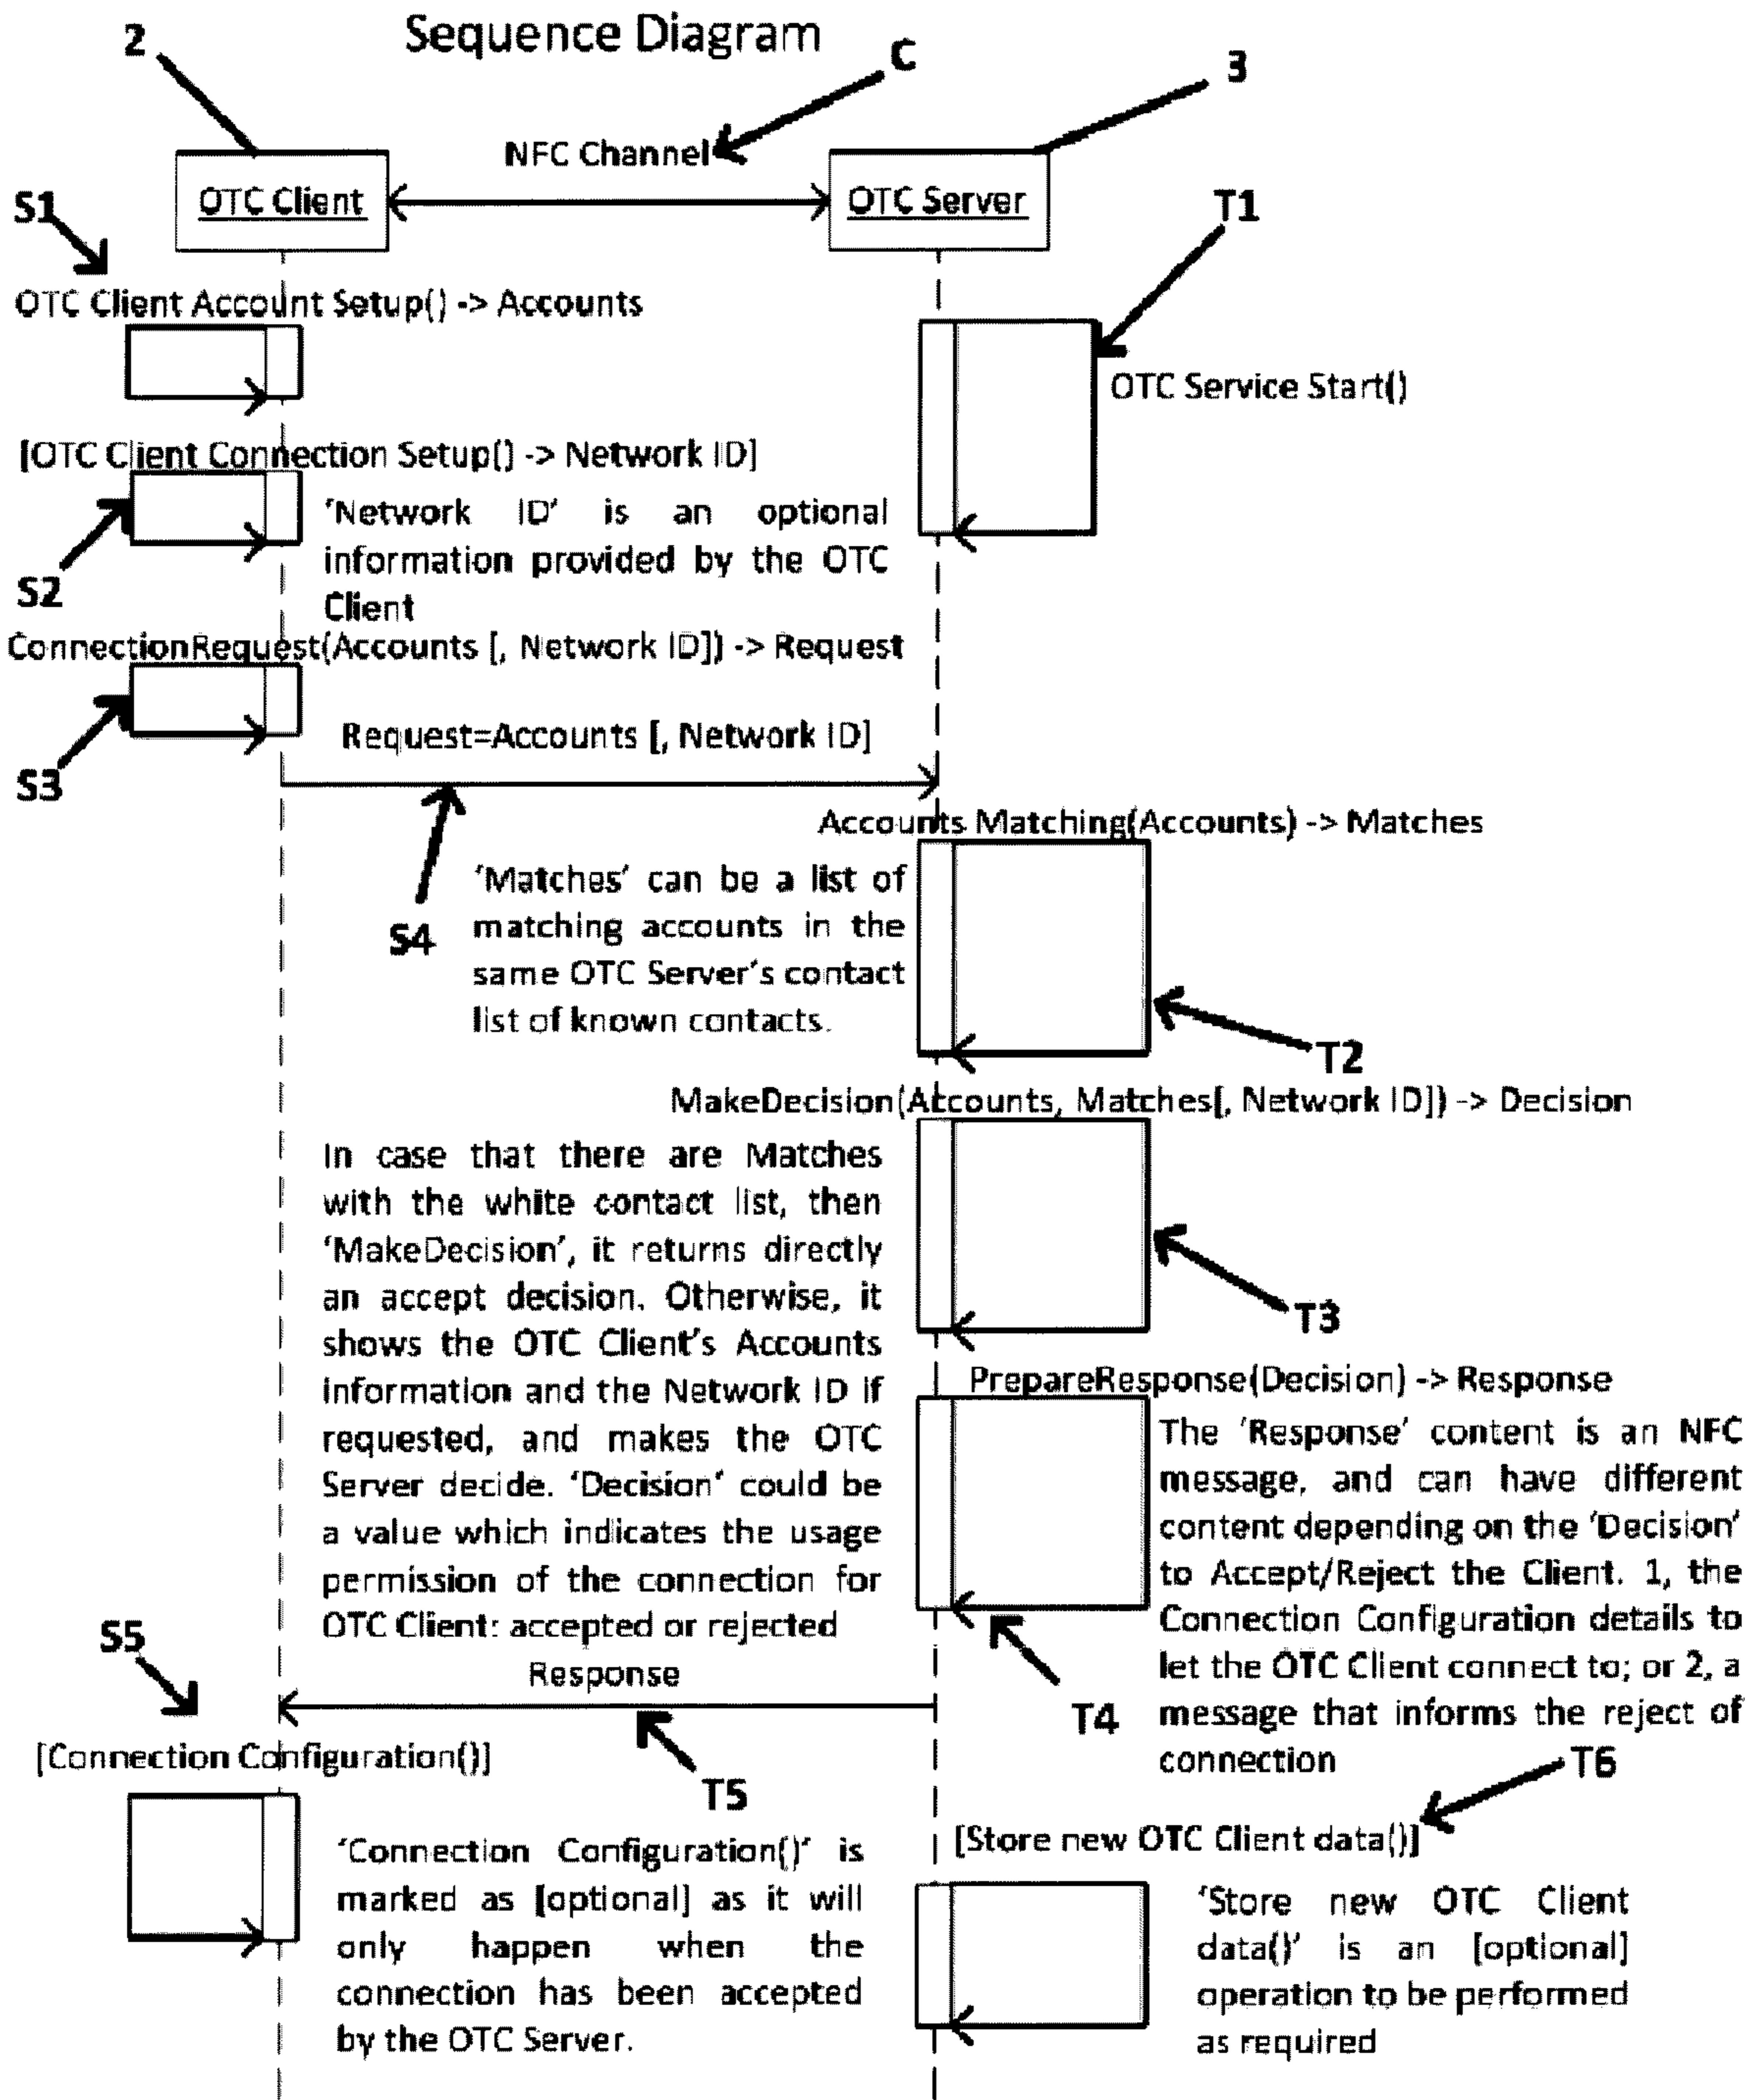 Sequence Diagram
2
C
3
NFC Channel
OTC Client
OTC Server
S1
T1
OTC Client Account Setup() -> Accounts
OTC Service Start()
[OTC Client Connection Setup() -> Network ID]
'Network ID' is an optional
information provided by the OTC
Client
S2
ConnectionRequest(Accounts [, Network ID]) -> Request
Request=Accounts [, Network ID]
S3
Accounts Matching(Accounts) -> Matches
'Matches' can be a list of
matching accounts in the
same OTC Server's contact
list of known contacts.
S4
T2
MakeDecision(Accounts, Matches[, Network ID]) -> Decision
In case that there are Matches
with the white contact list, then
'MakeDecision', it returns directly
an accept decision. Otherwise, it
shows the OTC Client's Accounts
information and the Network ID if
requested, and makes the OTC
Server decide. 'Decision' could be
a value which indicates the usage
permission of the connection for
OTC Client: accepted or rejected
T3
PrepareResponse(Decision) -> Response
The 'Response' content is an NFC
message, and can have different
content depending on the 'Decision'
to Accept/Reject the Client. 1, the
Connection Configuration details to
let the OTC Client connect to; or 2, a
message that informs the reject of
connection
T4
S5
Response
T5
T6
[Connection Configuration()]
'Connection Configuration()' is
marked as [optional] as it will
only happen when the
connection has been accepted
by the OTC Server.
[Store new OTC Client data()]
'Store new OTC Client
data()' is an [optional]
operation to be performed
as required